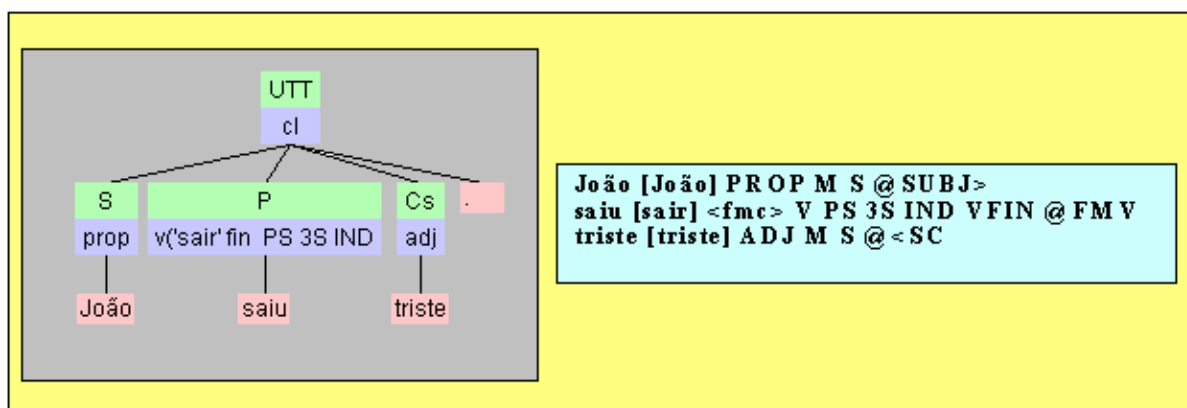 UTT
cl
S P Cs .
prop v('sair' fin PS 3S IND adj
João saiu triste
João [João] PROP M S @SUBJ>
saiu [sair] <fmc> V PS 3S IND VFIN @FMV
triste [triste] ADJ M S @<SC